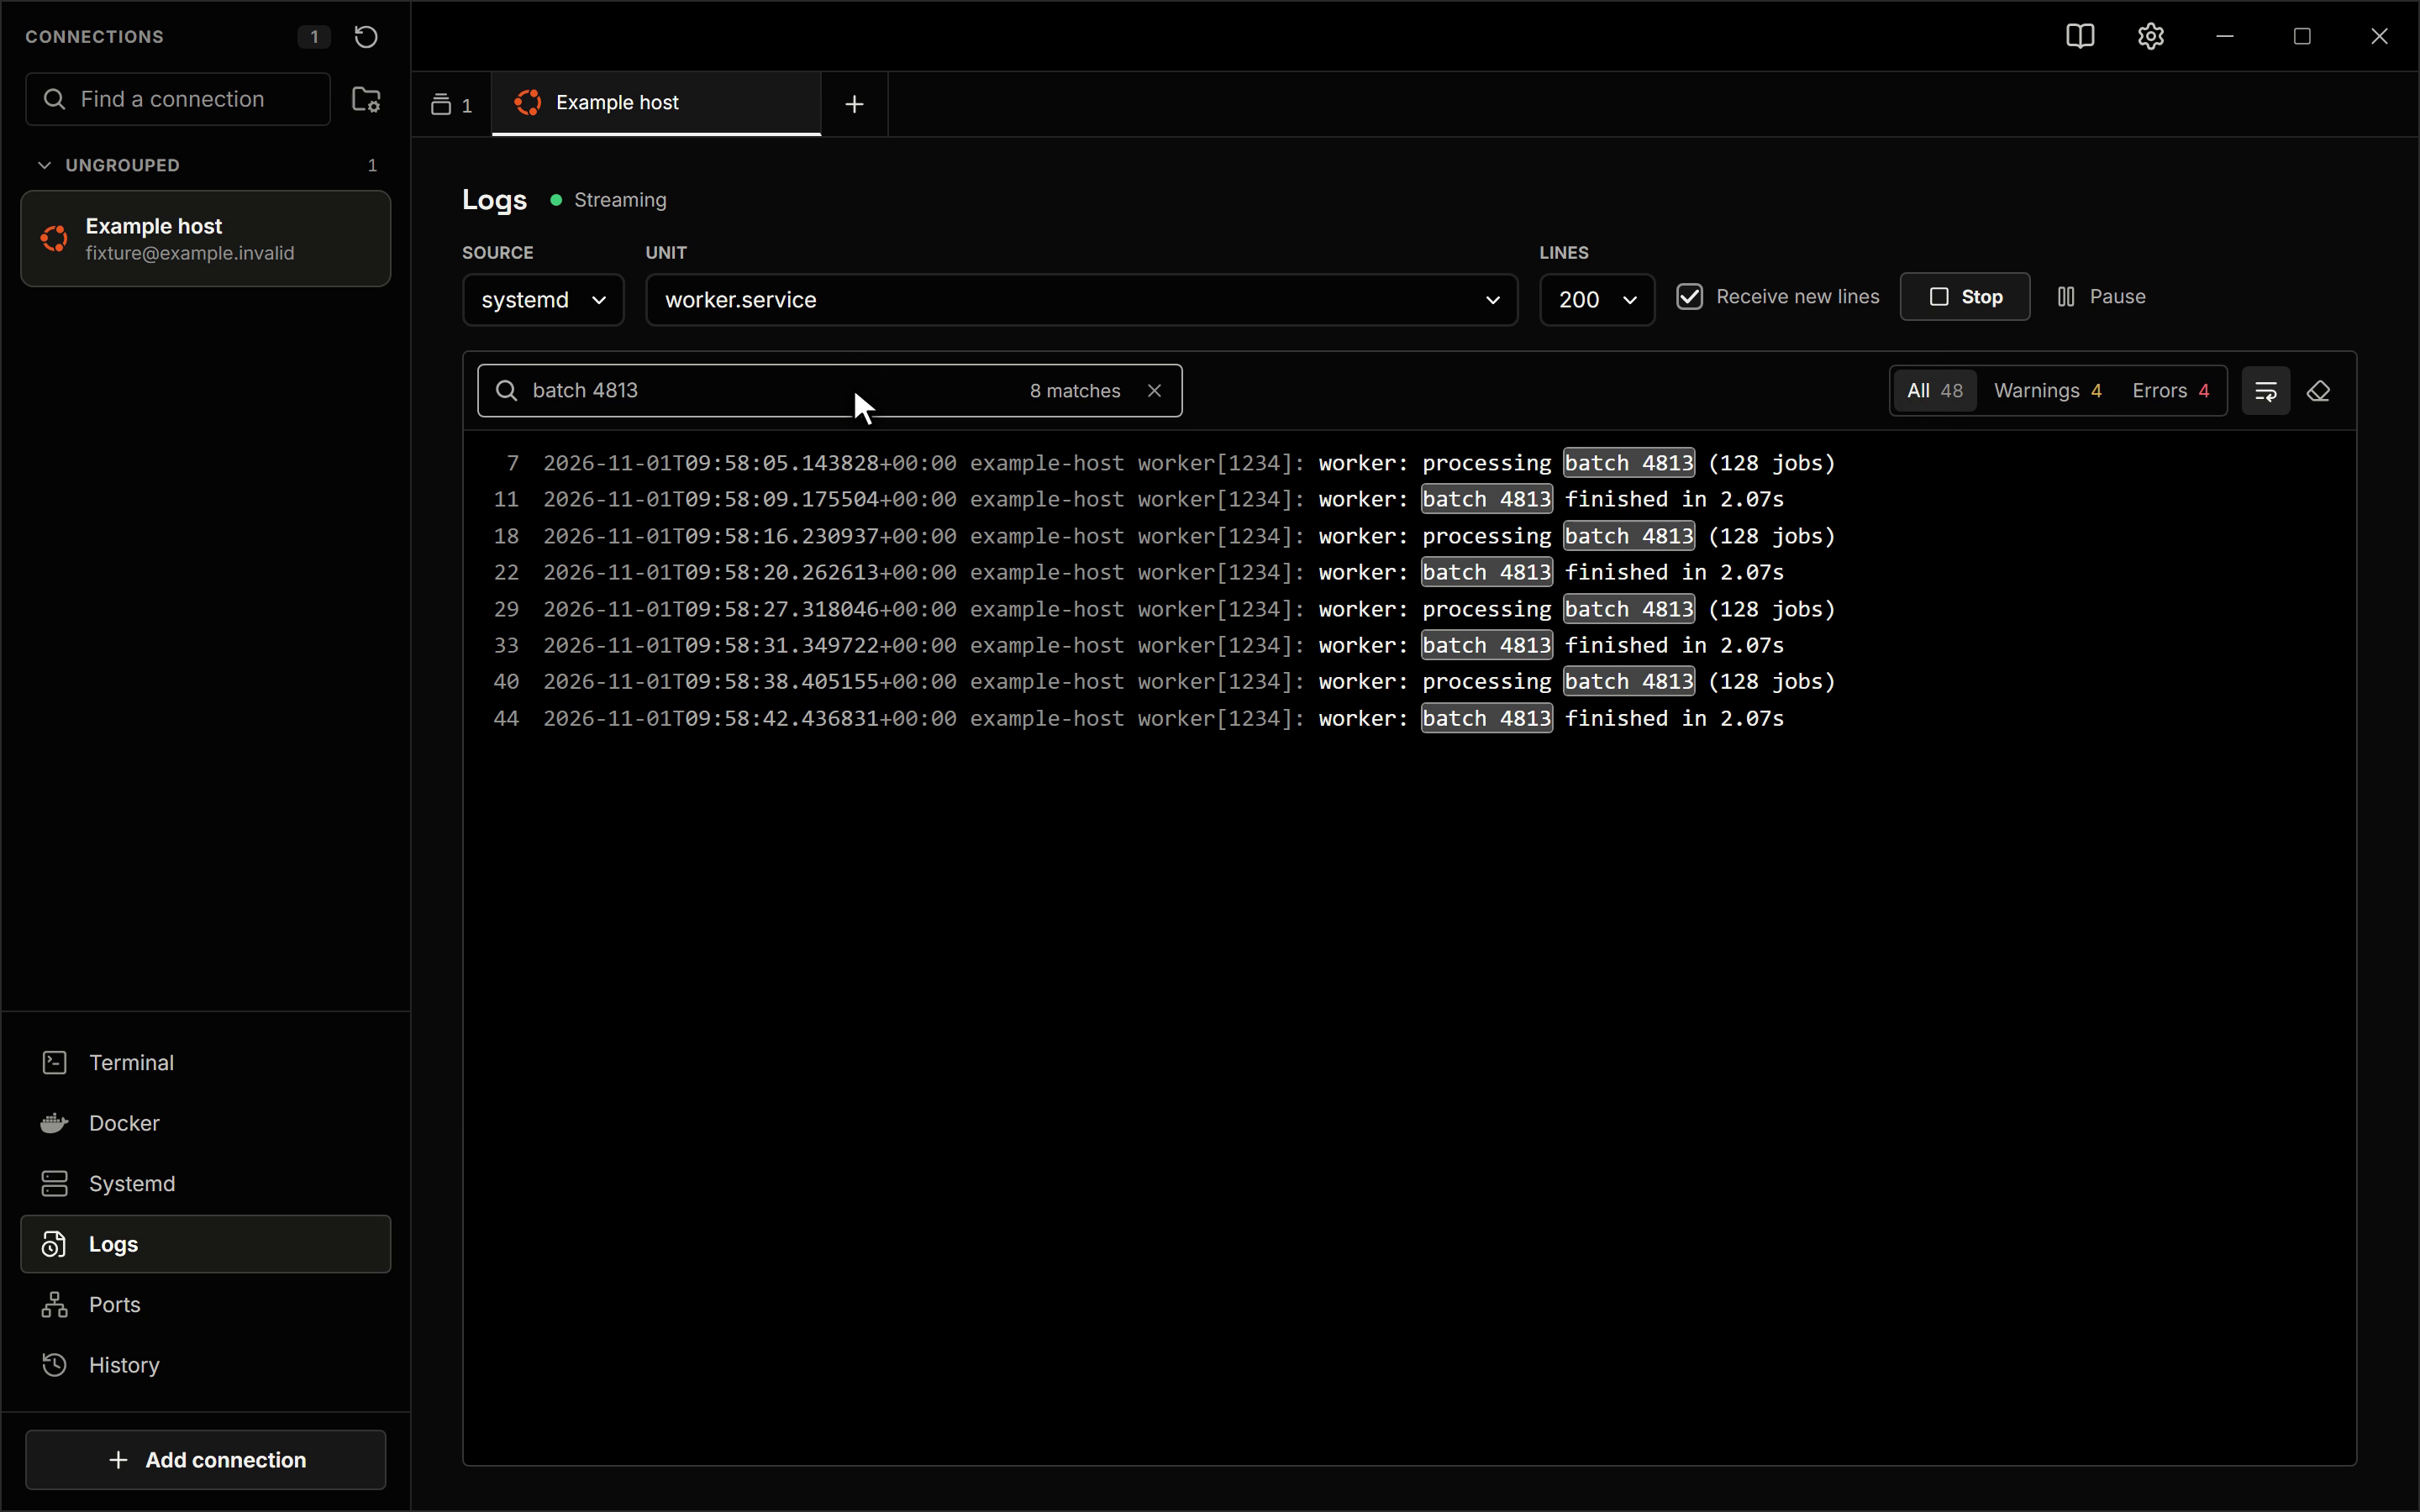 CONNECTIONS 1
Find a connection
UNGROUPED 1
Example host
fixture@example.invalid
Terminal
Docker
Systemd
Logs
Ports
History
Add connection
1 Example host
Logs Streaming
SOURCE UNIT LINES
systemd worker.service 200 Receive new lines Stop Pause
batch 4813 8 matches All 48 Warnings 4 Errors 4
7 2026-11-01T09:58:05.143828+00:00 example-host worker[1234]: worker: processing batch 4813 (128 jobs)
11 2026-11-01T09:58:09.175504+00:00 example-host worker[1234]: worker: batch 4813 finished in 2.07s
18 2026-11-01T09:58:16.230937+00:00 example-host worker[1234]: worker: processing batch 4813 (128 jobs)
22 2026-11-01T09:58:20.262613+00:00 example-host worker[1234]: worker: batch 4813 finished in 2.07s
29 2026-11-01T09:58:27.318046+00:00 example-host worker[1234]: worker: processing batch 4813 (128 jobs)
33 2026-11-01T09:58:31.349722+00:00 example-host worker[1234]: worker: batch 4813 finished in 2.07s
40 2026-11-01T09:58:38.405155+00:00 example-host worker[1234]: worker: processing batch 4813 (128 jobs)
44 2026-11-01T09:58:42.436831+00:00 example-host worker[1234]: worker: batch 4813 finished in 2.07s